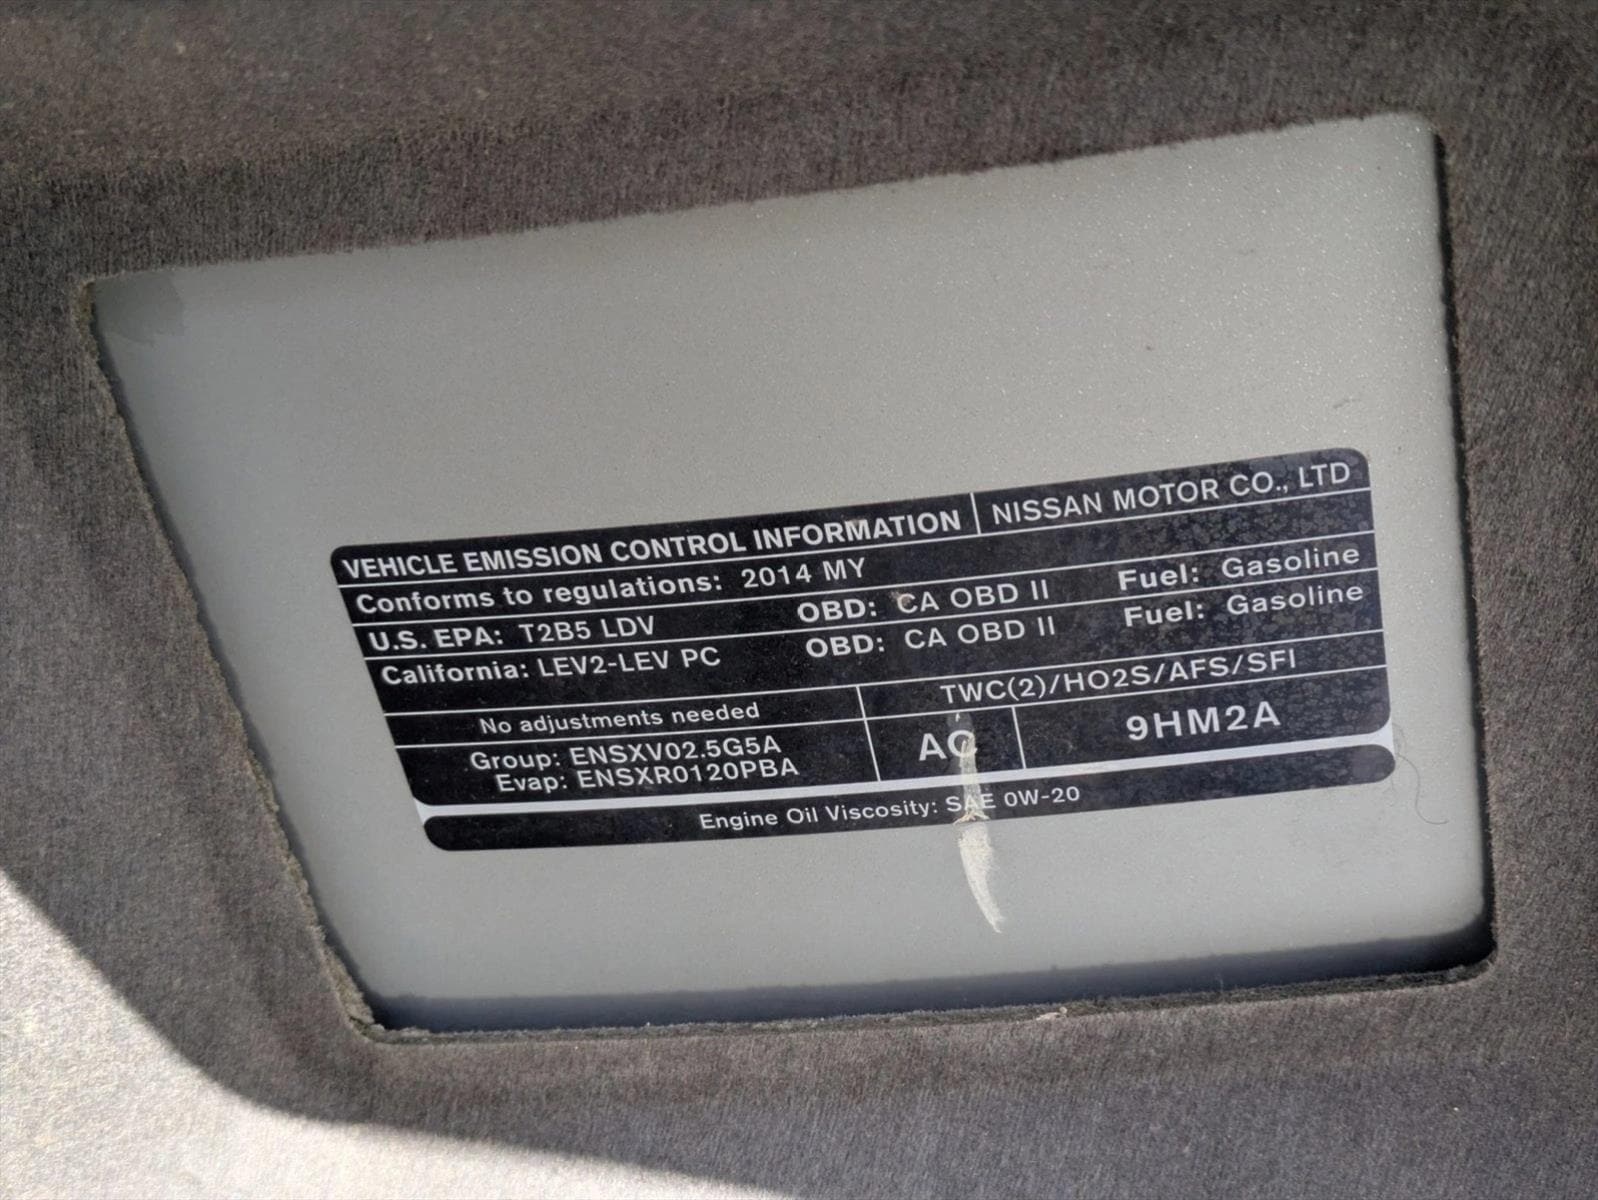 VEHICLE EMISSION CONTROL INFORMATION NISSAN MOTOR CO., LTD
Conforms to regulations: 2014 MY
U.S. EPA: T2B5 LDV OBD: CA OBD II Fuel: Gasoline
California: LEV2-LEV PC OBD: CA OBD II Fuel: Gasoline
No adjustments needed TWC(2)/HO2S/AFS/SFI
Group: ENSXV02.5G5A AC 9HM2A
Evap: ENSXR0120PBA
Engine Oil Viscosity: SAE 0W-20